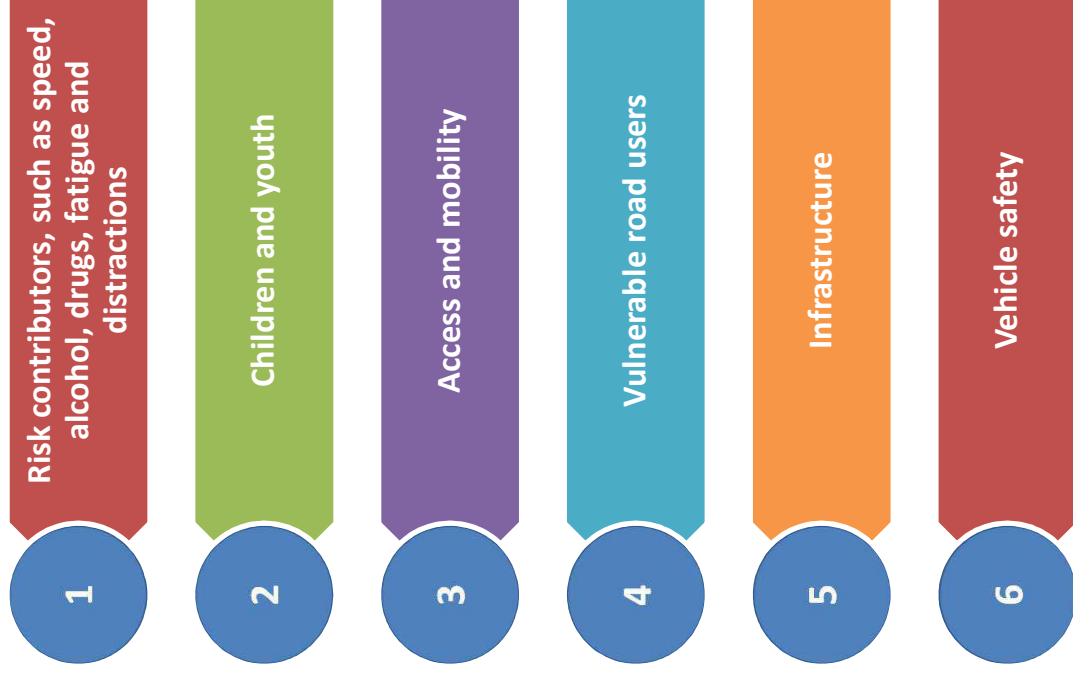 1
Risk contributors, such as speed,
alcohol, drugs, fatigue and
distractions
2
Children and youth
3
Access and mobility
4
Vulnerable road users
5
Infrastructure
6
Vehicle safety